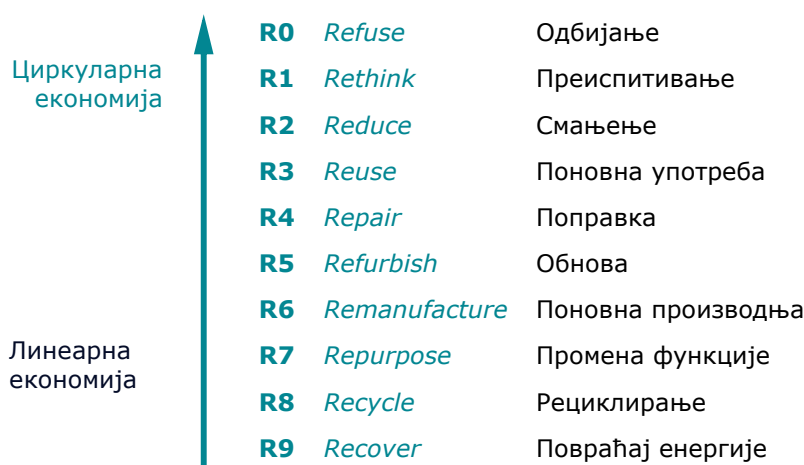 Циркуларна
економија
Линеарна
економија
R0 Refuse Одбијање
R1 Rethink Преиспитивање
R2 Reduce Смањење
R3 Reuse Поновна употреба
R4 Repair Поправка
R5 Refurbish Обнова
R6 Remanufacture Поновна производња
R7 Repurpose Промена функције
R8 Recycle Рециклирање
R9 Recover Повраћај енергије